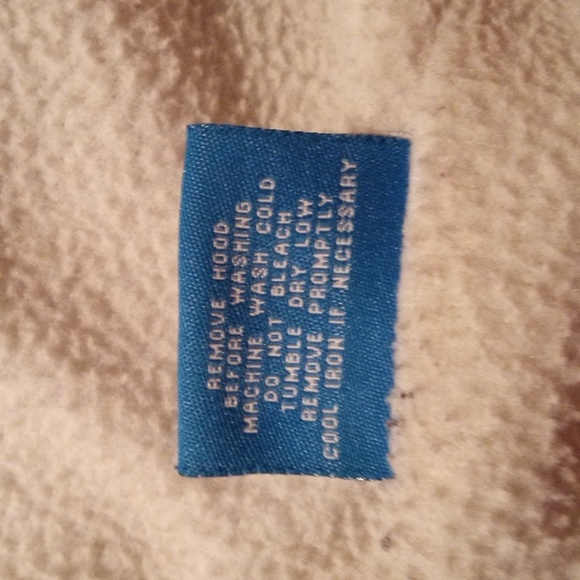 REMOVE HOOD
BEFORE WASHING
MACHINE WASH COLD
DO NOT BLEACH
TUMBLE DRY LOW
REMOVE PROMPTLY
COOL IRON IF NECESSARY